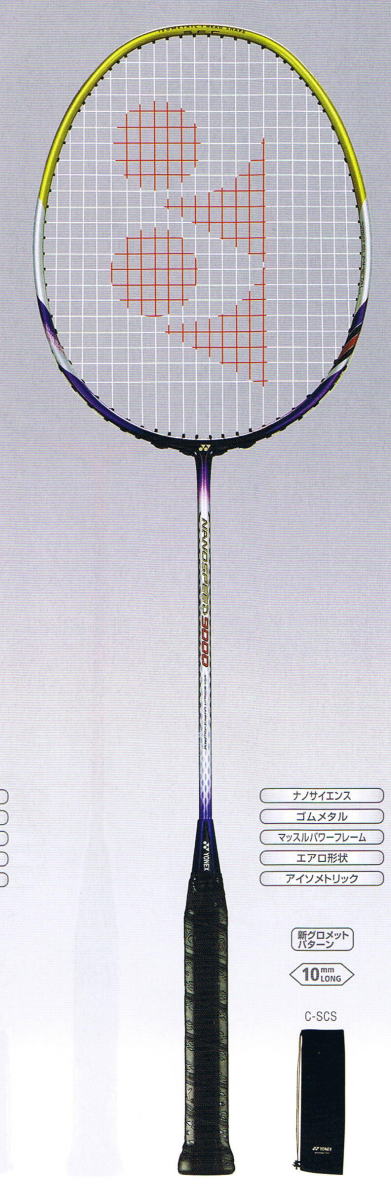 NANOSPEED 9000
YONEX
ナノサイエンス
ゴムメタル
マッスルパワーフレーム
エアロ形状
アイソメトリック
新グロメット
パターン
10mm
LONG
C-SCS
YONEX